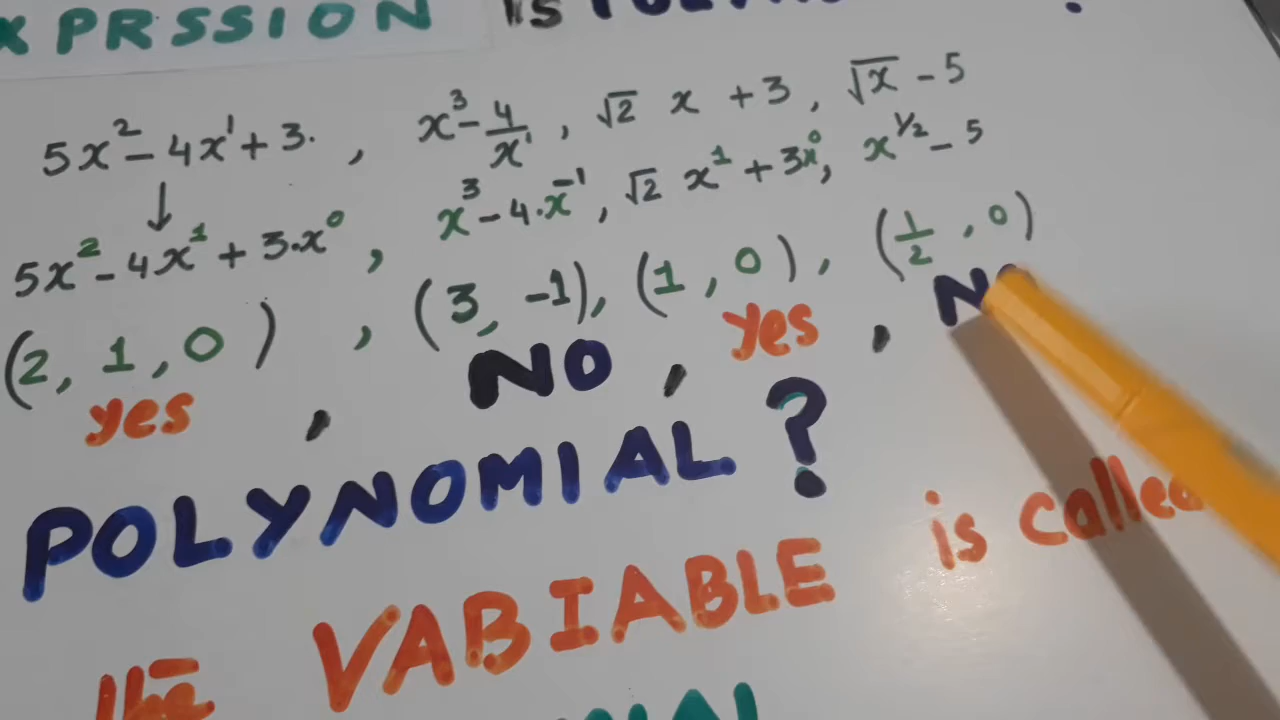 XPRSSION is
5x² - 4x¹ + 3. , x³ - 4/x¹ , √2 x + 3 , √x - 5
↓
5x² - 4x¹ + 3·x⁰ , x³ - 4·x⁻¹ , √2 x¹ + 3x⁰ , x^½ - 5
(2, 1, 0) , (3, -1), (1, 0) , (½, 0)
yes , NO , yes ,
POLYNOMIAL ?
the VABIABLE is called